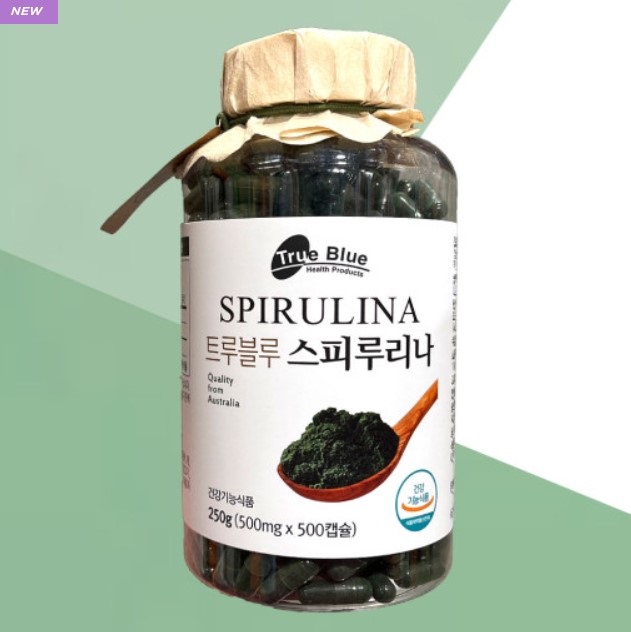 NEW
True Blue
Health Products
SPIRULINA
트루블루 스피루리나
Quality
from
Australia
건강기능식품
250g (500mg x 500캡슐)
건강
기능식품